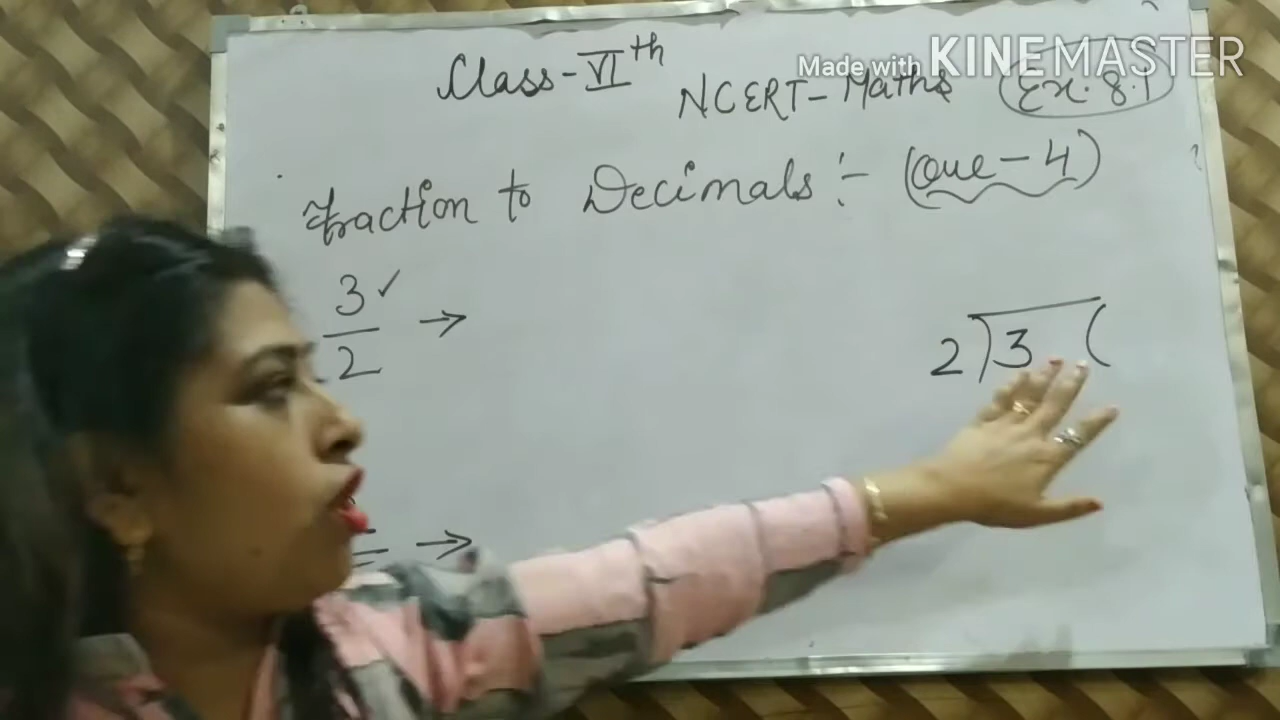 Made with KINEMASTER
Class-VIth
NCERT-Maths (Ex. 8.1)
Fraction to Decimals :- (Que-4)
3 ✓
2
→
2)3(
→